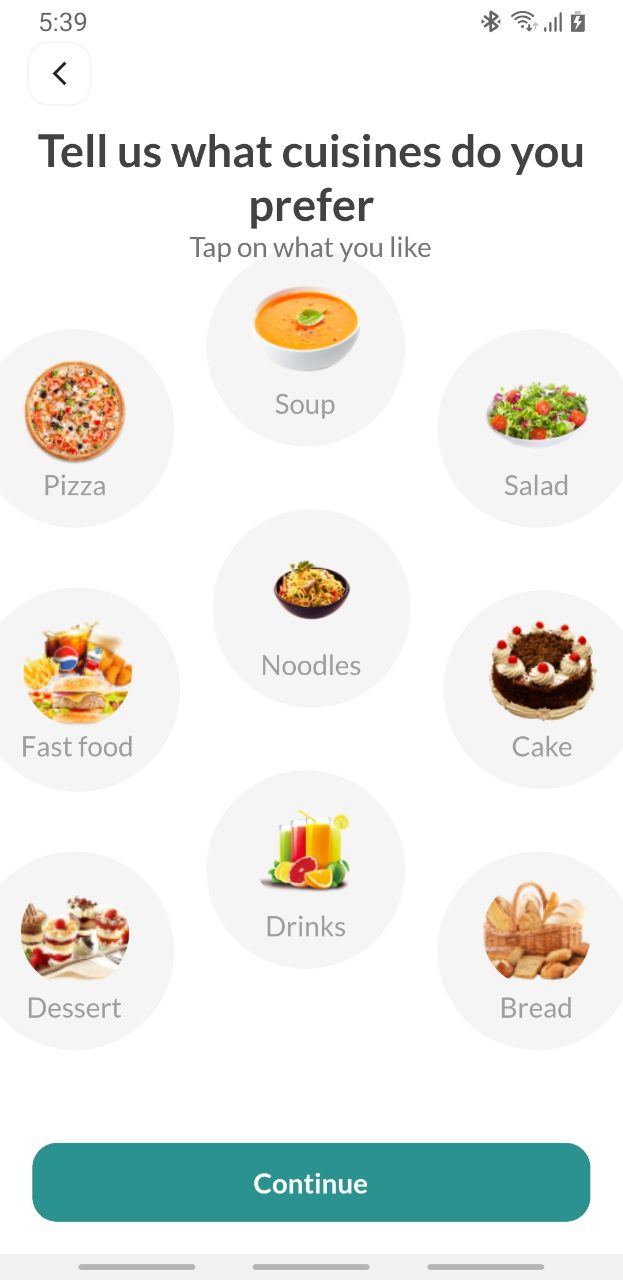 5:39
Tell us what cuisines do you
prefer
Tap on what you like
Soup
Pizza
Salad
Noodles
Fast food
Cake
Drinks
Dessert
Bread
Continue